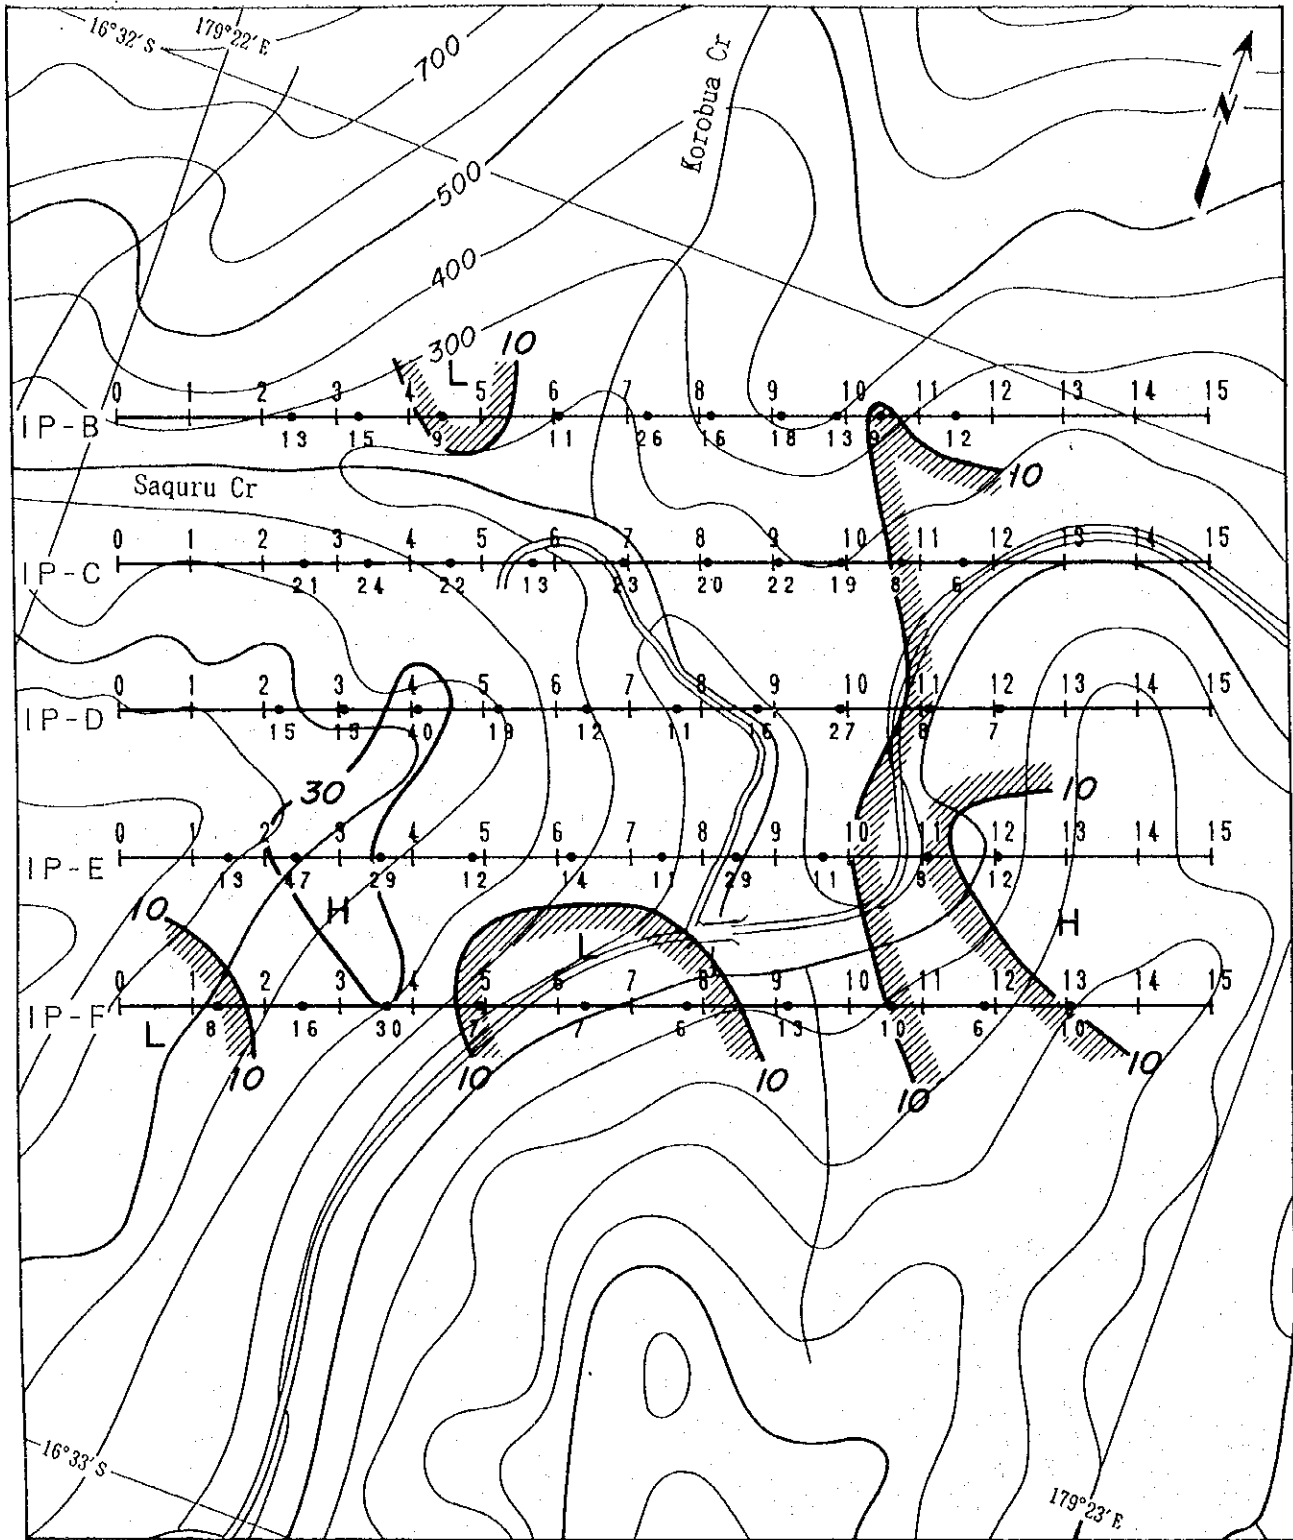 16°32'S
179°22'E
700
Korobua Cr
N
500
400
300
10
L
0 1 2 3 4 5 6 7 8 9 10 11 12 13 14 15
IP-B
13 15 9 11 26 16 18 13 9 12
10
Saquru Cr
0 1 2 3 4 5 6 7 8 9 10 11 12 13 14 15
IP-C
21 24 22 13 23 20 22 19 8 6
0 1 2 3 4 5 6 7 8 9 10 11 12 13 14 15
IP-D
15 15 40 19 12 11 16 27 8 7
30
10
0 1 2 3 4 5 6 7 8 9 10 11 12 13 14 15
IP-E
13 47 29 12 14 11 29 11 8 12
10
H
H
L
0 1 2 3 4 5 6 7 8 9 10 11 12 13 14 15
IP-F
L
8 16 30 7 7 6 13 10 6 10
10
10
10
10
10
16°33'S
179°23'E